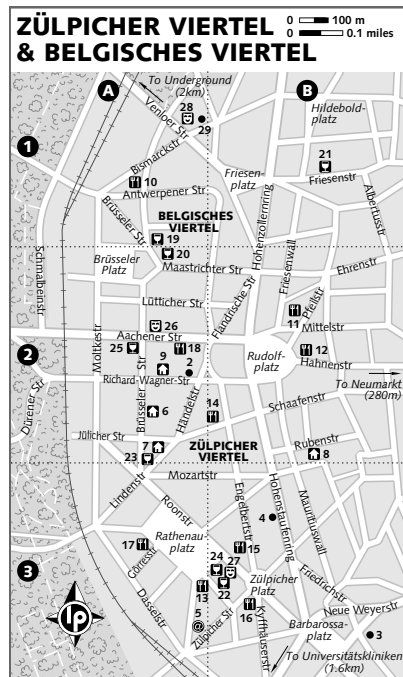 ZÜLPICHER VIERTEL
& BELGISCHES VIERTEL
0 100 m
0 0.1 miles
A
B
To Underground
(2km)
28
29
Venloer Str
Hildebold-
platz
1
Bismarckstr
10
Antwerpener Str
Friesen-
platz
21
Friesenstr
Albertusstr
BELGISCHES
VIERTEL
Brüsseler Str
19
20
Hohenzollernring
Friesenwall
Brüsseler
Platz
Maastrichter Str
Ehrenstr
Schmalbeinstr
Lütticher Str
Flandrische Str
11
Pfeilstr
Mittelstr
26
Aachener Str
2
Moltkestr
25
9
2
18
Rudolf-
platz
12
Hahnenstr
Richard-Wagner-Str
To Neumarkt
(280m)
Dürener Str
Brüsseler Str
6
Händelstr
14
Schaafenstr
Jülicher Str
7
23
ZÜLPICHER
VIERTEL
Rubenstr
8
Lindenstr
Mozartstr
Roonstr
Engelbertstr
Hohenstaufenring
Mauritiuswall
4
17
Rathenau-
platz
Görresstr
15
24
27
22
Friedrichstr
3
Dasselstr
13
5
@
Zülpicher
Platz
16
Zülpicher Str
Kyffhäuserstr
Neue Weyerstr
Barbarossa-
platz
3
lp
To Universitätskliniken
(1.6km)